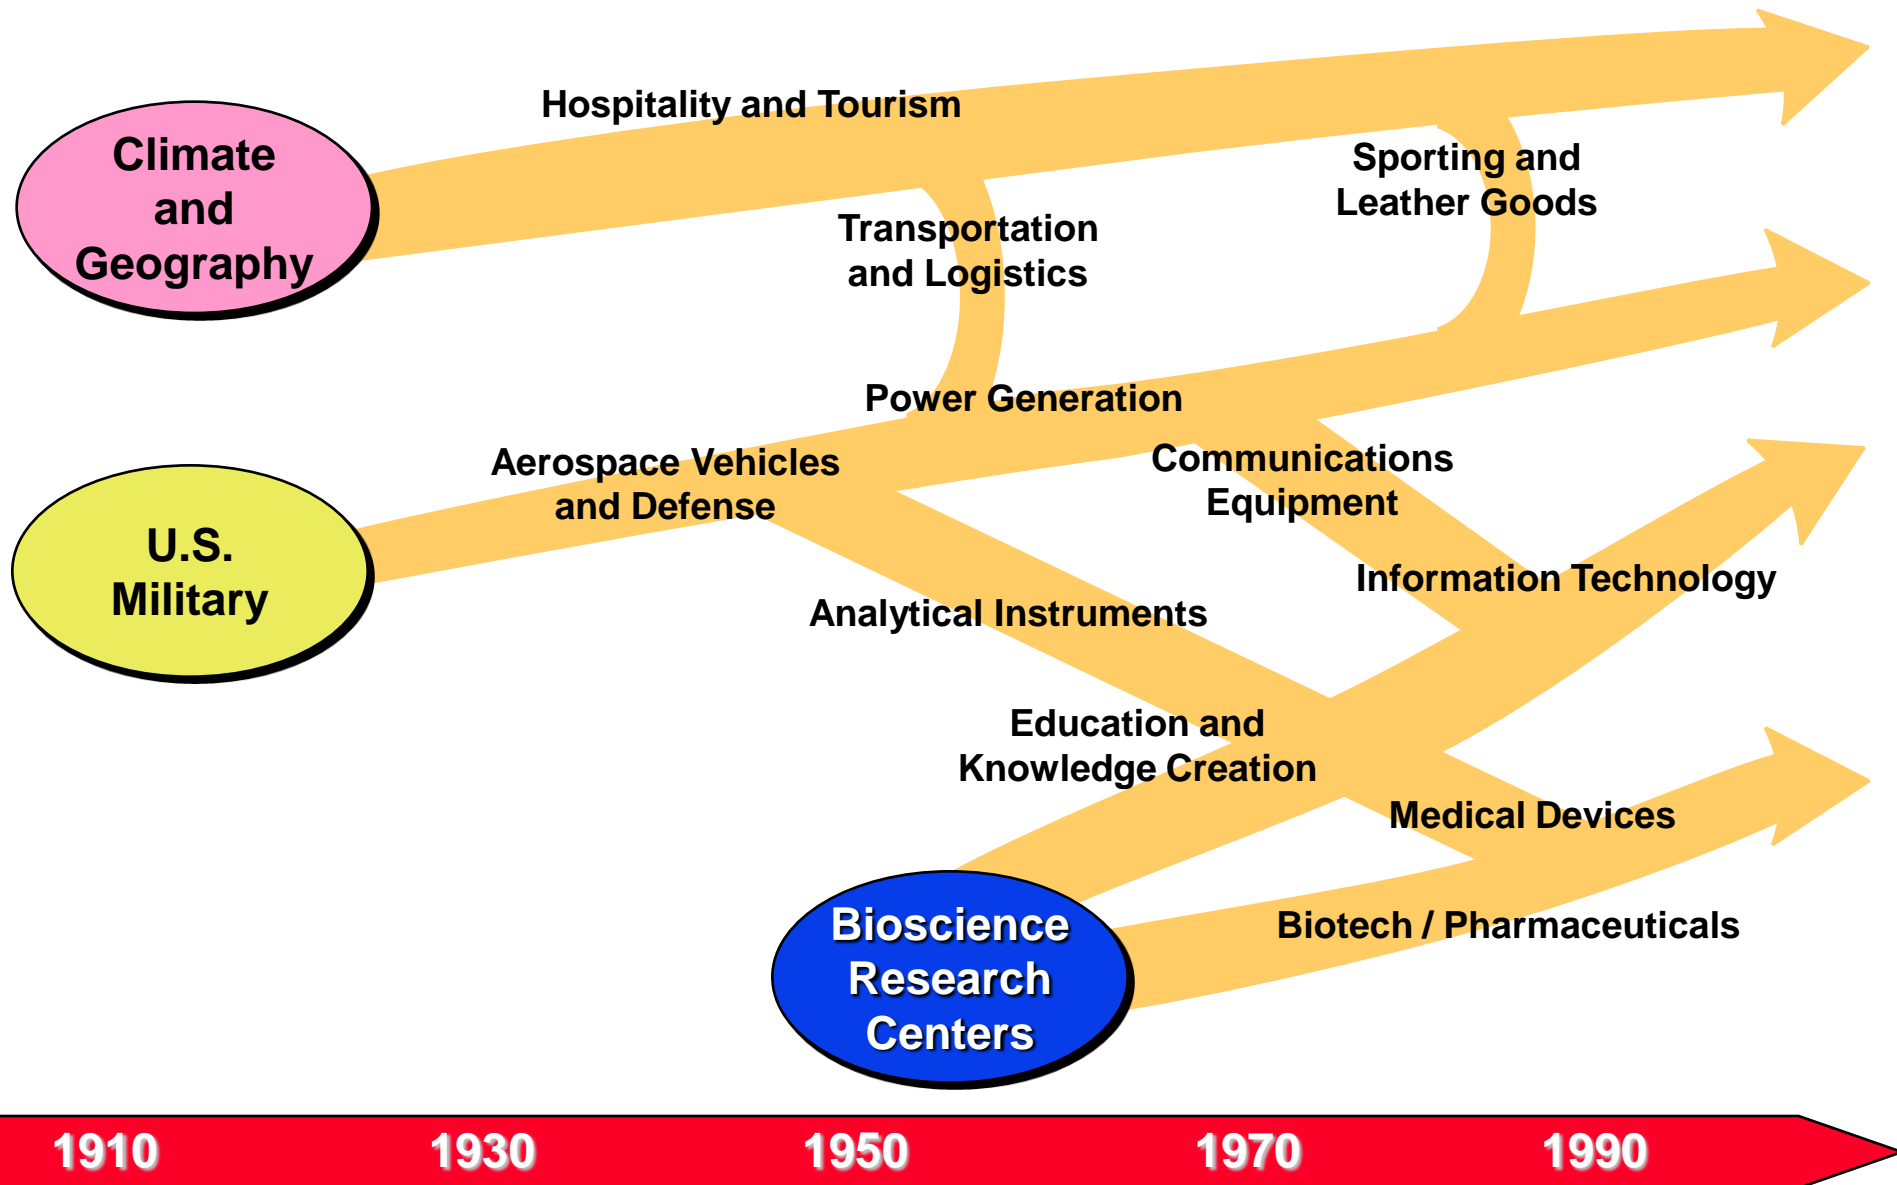 Hospitality and Tourism
Climate
and
Geography
Sporting and
Leather Goods
Transportation
and Logistics
Power Generation
Aerospace Vehicles
and Defense
Communications
Equipment
U.S.
Military
Information Technology
Analytical Instruments
Education and
Knowledge Creation
Medical Devices
Bioscience
Research
Centers
Biotech / Pharmaceuticals
1910 1930 1950 1970 1990